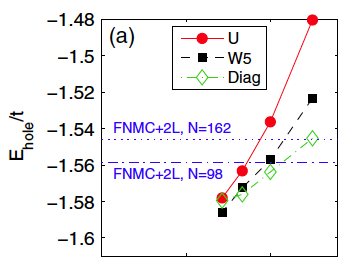 −1.48
(a)
U
−1.5
W5
Diag
−1.52
E_hole/t
−1.54
FNMC+2L, N=162
−1.56
FNMC+2L, N=98
−1.58
−1.6